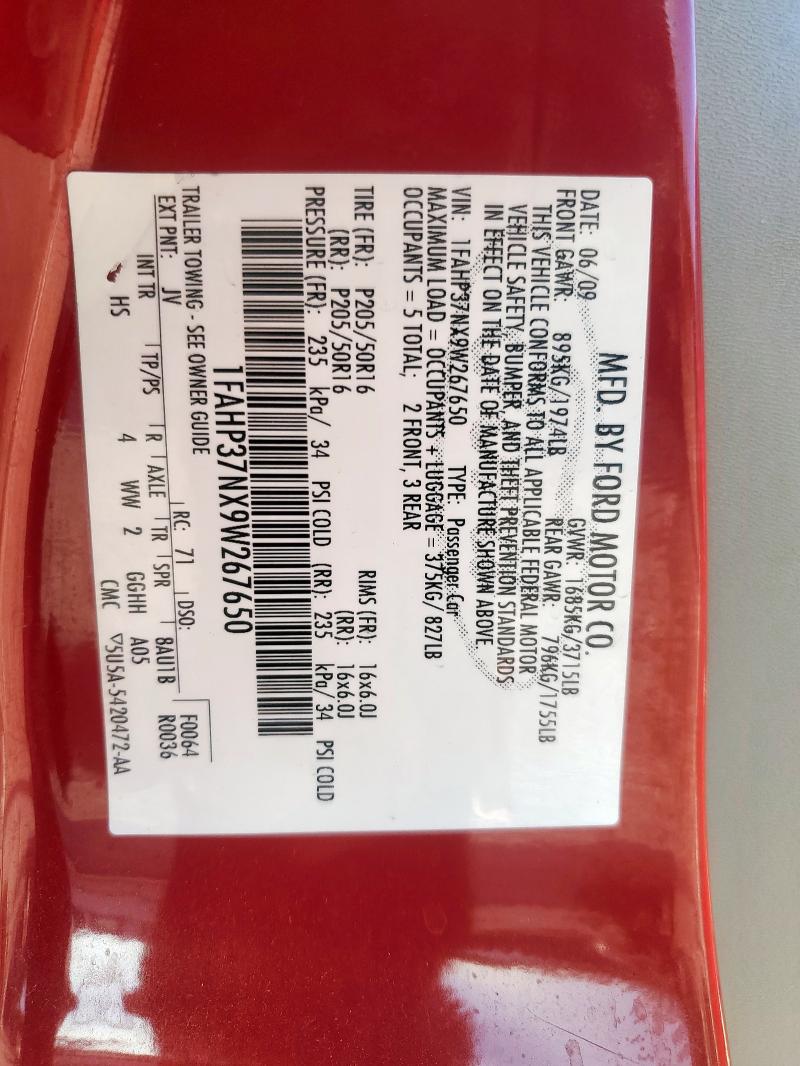 MFD. BY FORD MOTOR CO.
DATE: 06/09 GVWR: 1685KG/3715LB
FRONT GAWR: 895KG/1974LB REAR GAWR: 796KG/1755LB
THIS VEHICLE CONFORMS TO ALL APPLICABLE FEDERAL MOTOR
VEHICLE SAFETY, BUMPER, AND THEFT PREVENTION STANDARDS
IN EFFECT ON THE DATE OF MANUFACTURE SHOWN ABOVE.
VIN: 1FAHP37NX9W267650 TYPE: Passenger Car
MAXIMUM LOAD = OCCUPANTS + LUGGAGE = 375KG/ 827LB
OCCUPANTS = 5 TOTAL; 2 FRONT, 3 REAR
TIRE (FR): P205/50R16 RIMS (FR): 16x6.0J
(RR): P205/50R16 (RR): 16x6.0J
PRESSURE (FR): 235 kPa/ 34 PSI COLD (RR): 235 kPa/ 34 PSI COLD
1FAHP37NX9W267650
TRAILER TOWING - SEE OWNER GUIDE
F0064
EXT PNT: JV RC: 71 DSO: R0036
INT TR TP/PS R AXLE TR SPR 8AU1B
HS 4 WW 2 GGHH A05
CMC ▽5U5A-5420472-AA